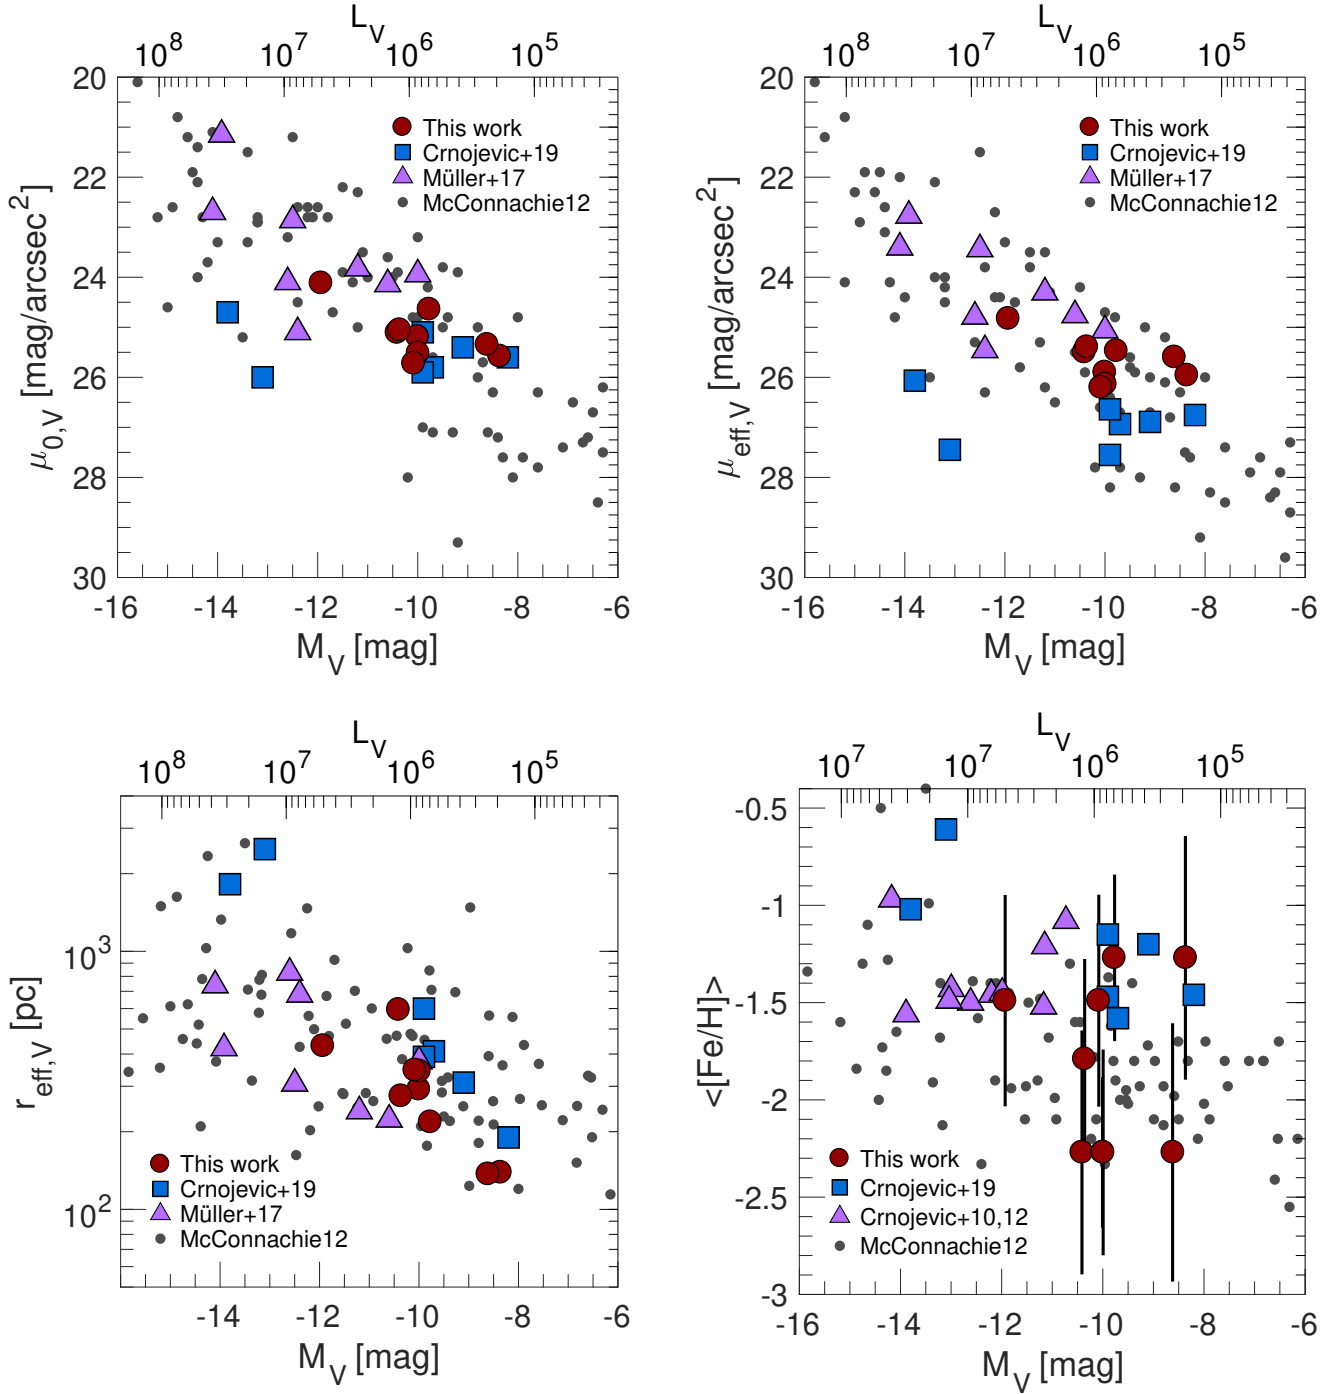 L_V
10^8 10^7 10^6 10^5
20
22
24
26
28
30
μ_0,V [mag/arcsec^2]
This work
Crnojevic+19
Müller+17
McConnachie12
-16 -14 -12 -10 -8 -6
M_V [mag]
L_V
10^8 10^7 10^6 10^5
20
22
24
26
28
30
μ_eff,V [mag/arcsec^2]
This work
Crnojevic+19
Müller+17
McConnachie12
-16 -14 -12 -10 -8 -6
M_V [mag]
L_V
10^8 10^7 10^6 10^5
10^3
10^2
r_eff,V [pc]
This work
Crnojevic+19
Müller+17
McConnachie12
-14 -12 -10 -8 -6
M_V [mag]
L_V
10^7 10^7 10^6 10^5
-0.5
-1
-1.5
-2
-2.5
-3
<[Fe/H]>
This work
Crnojevic+19
Crnojevic+10,12
McConnachie12
-16 -14 -12 -10 -8 -6
M_V [mag]